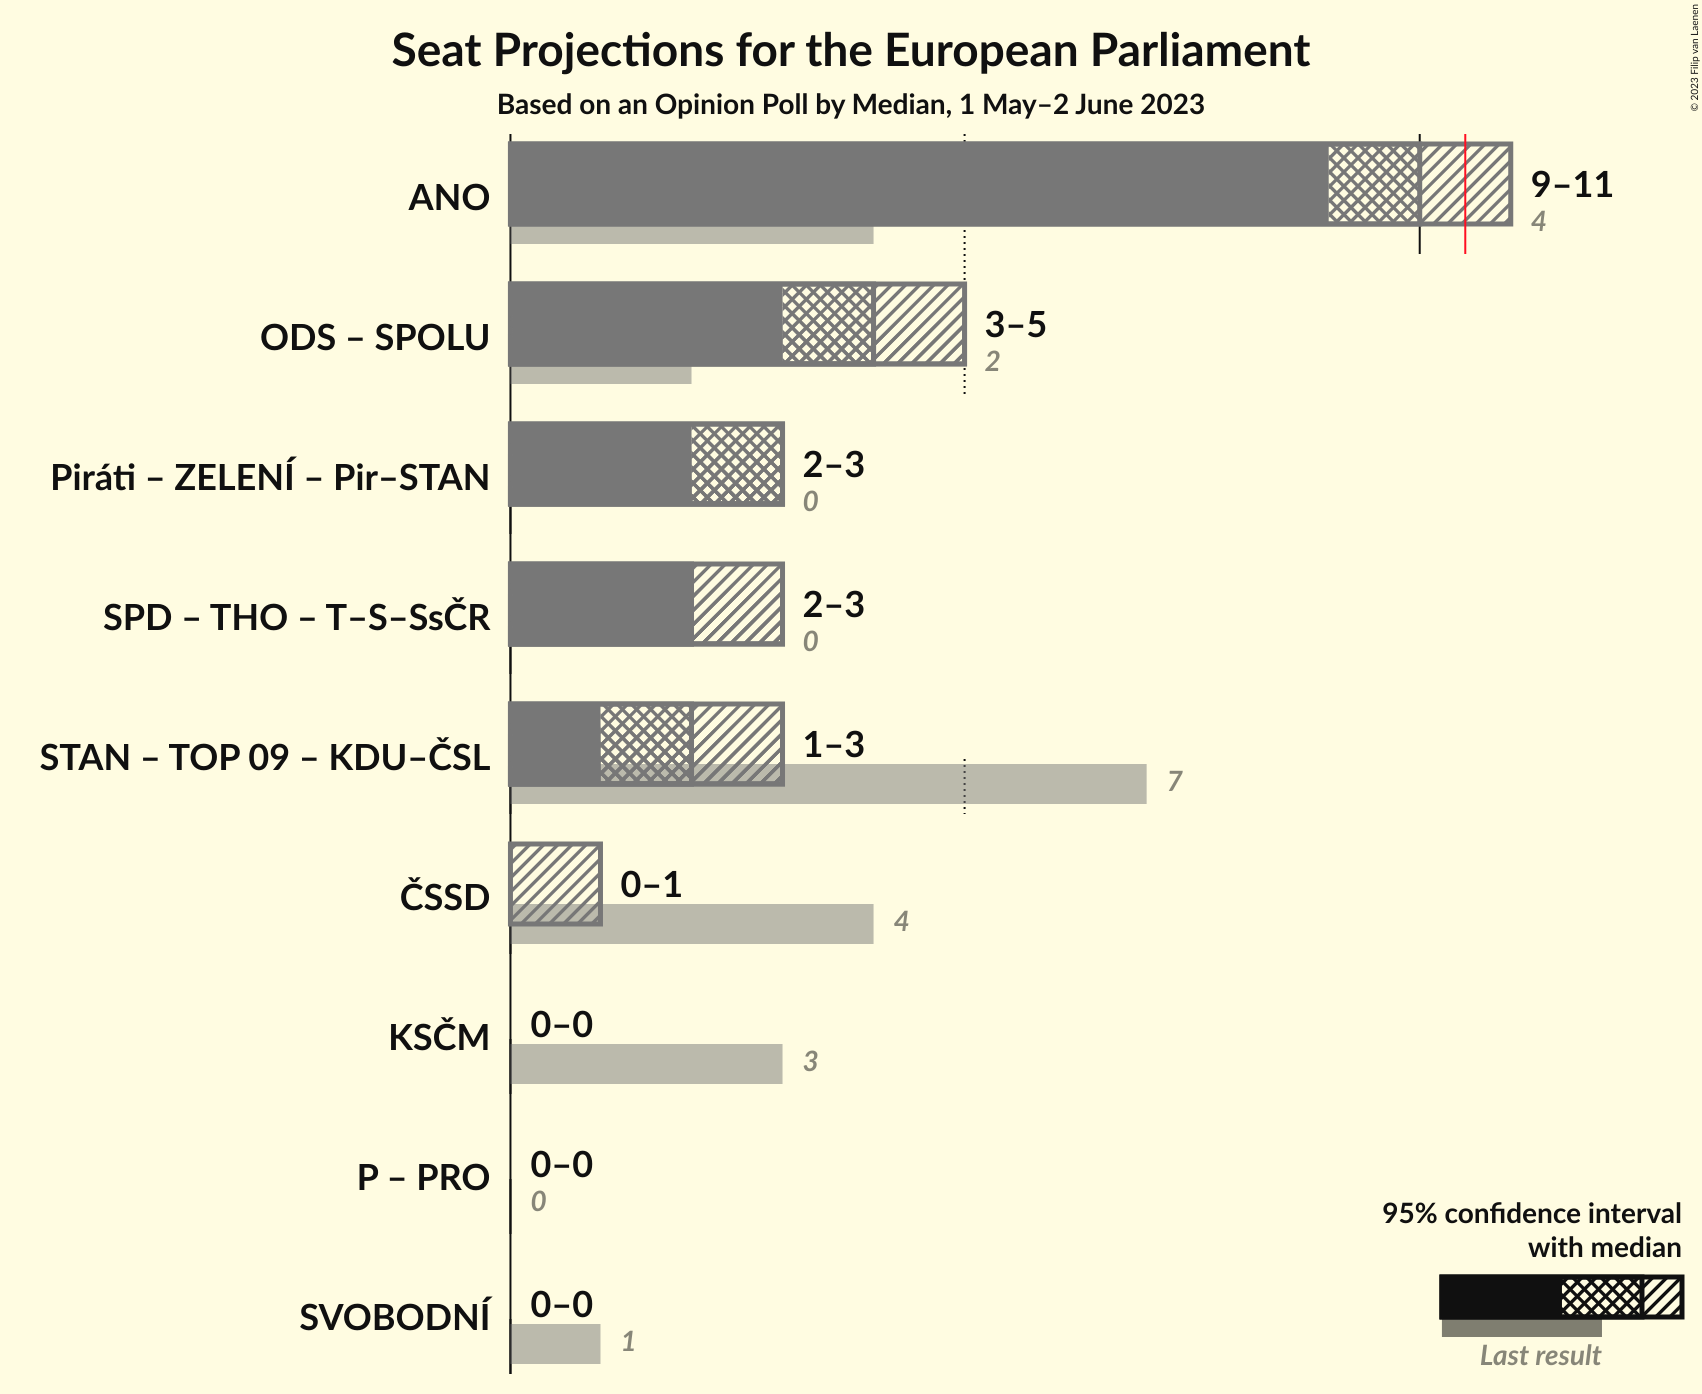 Seat Projections for the European Parliament
Based on an Opinion Poll by Median, 1 May–2 June 2023
© 2023 Filip van Laenen
ANO
9–11
4
ODS – SPOLU
3–5
2
Piráti – ZELENÍ – Pir–STAN
2–3
0
SPD – THO – T–S–SsČR
2–3
0
STAN – TOP 09 – KDU–ČSL
1–3
7
ČSSD
0–1
4
KSČM
0–0
3
P – PRO
0–0
0
SVOBODNÍ
0–0
1
95% confidence interval
with median
Last result